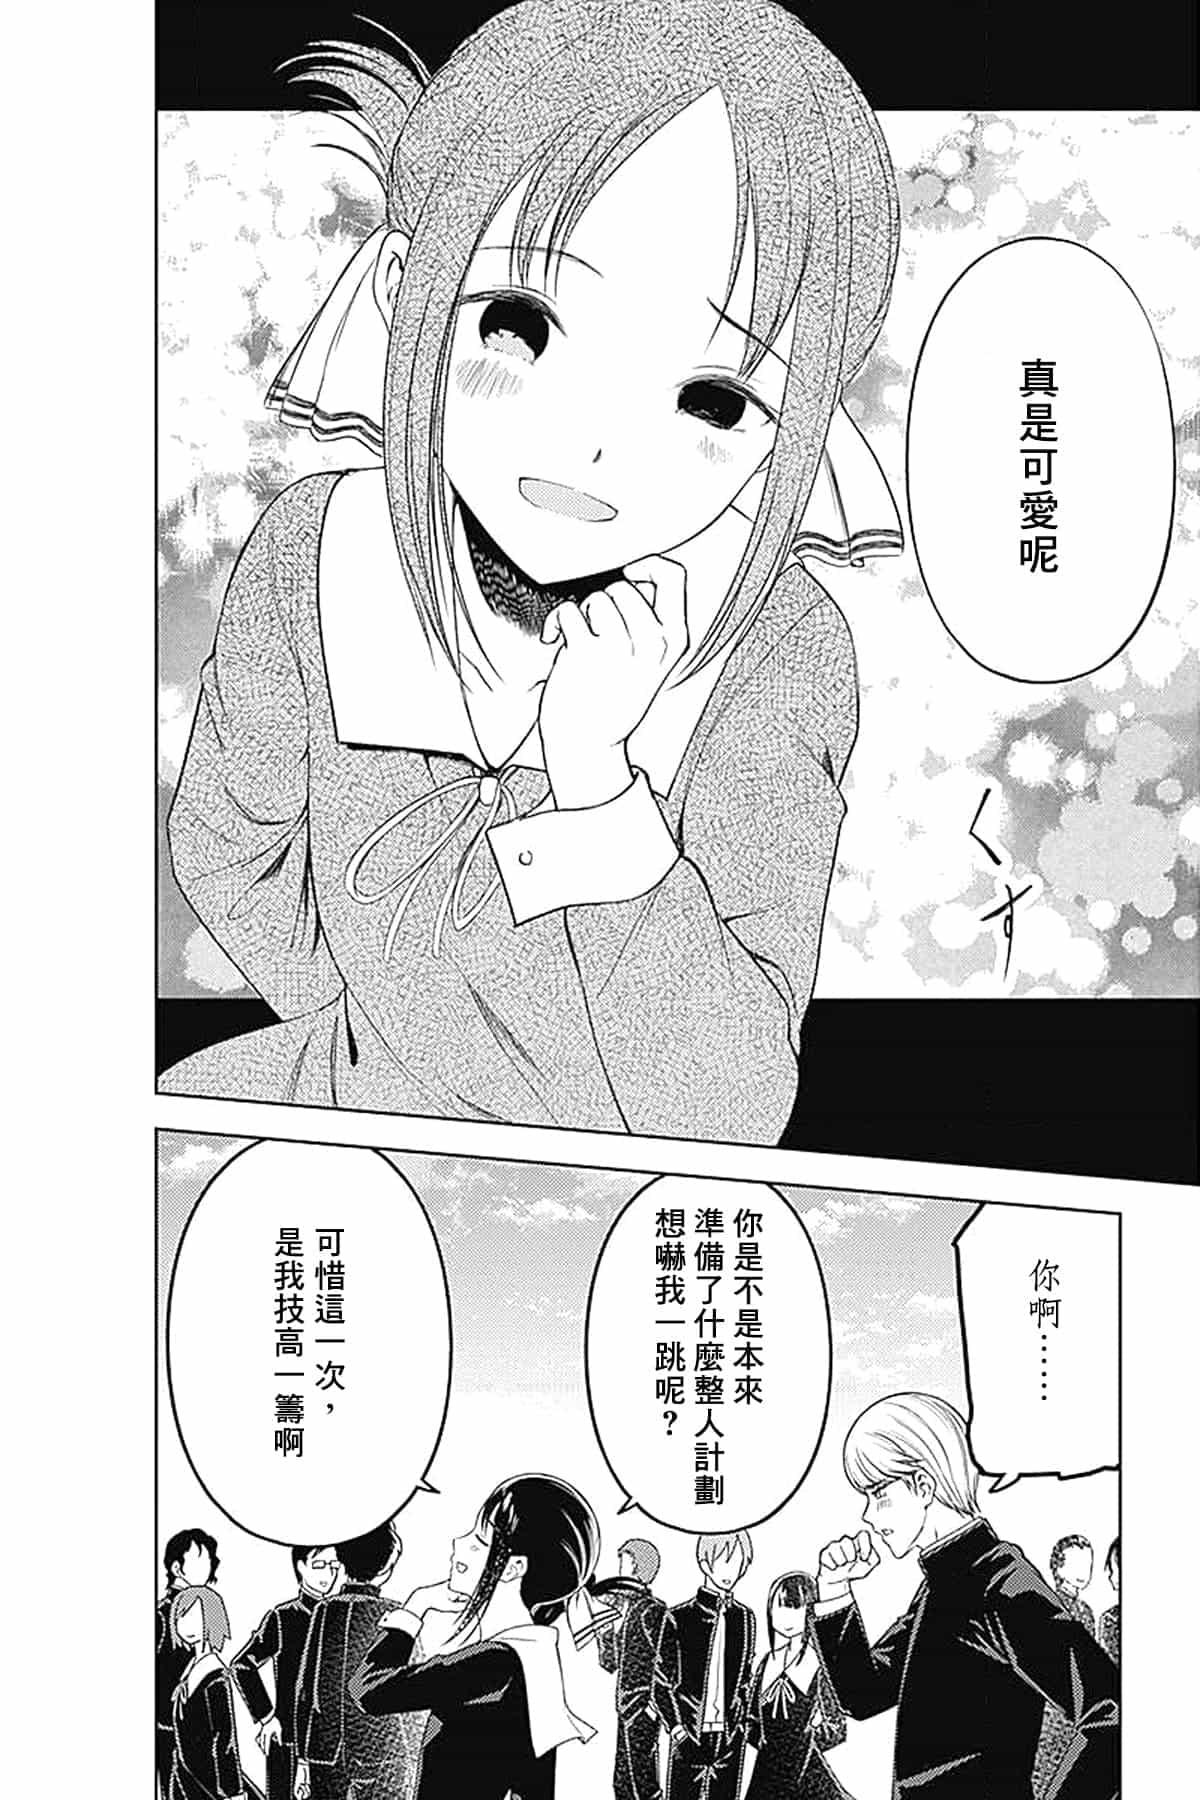 真是可愛呢
くす
你啊……
你是不是本來
準備了什麼整人計劃
想嚇我一跳呢？
可惜這一次，
是我技高一籌啊